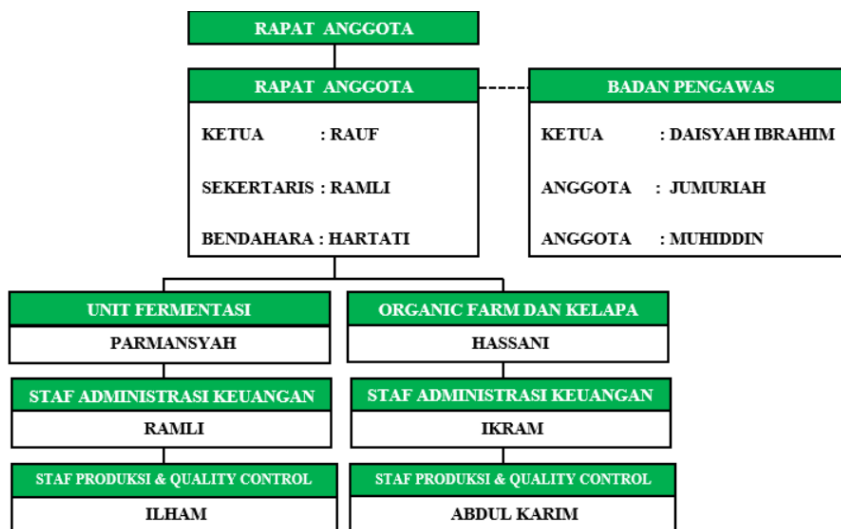 RAPAT ANGGOTA
RAPAT ANGGOTA
KETUA : RAUF
SEKERTARIS : RAMLI
BENDAHARA : HARTATI
BADAN PENGAWAS
KETUA : DAISYAH IBRAHIM
ANGGOTA : JUMURIAH
ANGGOTA : MUHIDDIN
UNIT FERMENTASI
PARMANSYAH
STAF ADMINISTRASI KEUANGAN
RAMLI
STAF PRODUKSI & QUALITY CONTROL
ILHAM
ORGANIC FARM DAN KELAPA
HASSANI
STAF ADMINISTRASI KEUANGAN
IKRAM
STAF PRODUKSI & QUALITY CONTROL
ABDUL KARIM